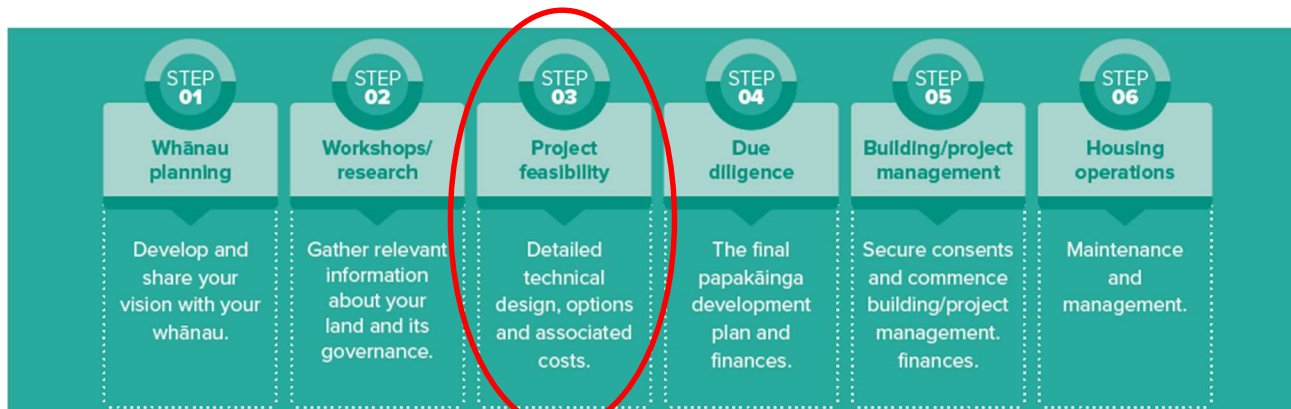 STEP
01
Whānau
planning
Develop and
share your
vision with your
whānau.
STEP
02
Workshops/
research
Gather relevant
information
about your
land and its
governance.
STEP
03
Project
feasibility
Detailed
technical
design, options
and associated
costs.
STEP
04
Due
diligence
The final
papakāinga
development
plan and
finances.
STEP
05
Building/project
management
Secure consents
and commence
building/project
management.
finances.
STEP
06
Housing
operations
Maintenance
and
management.